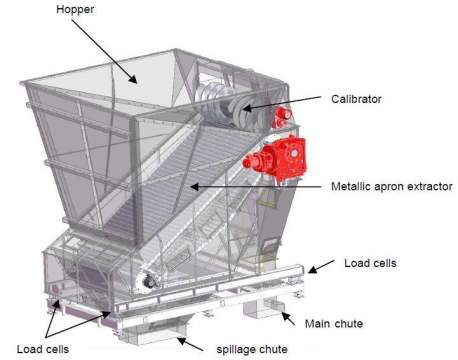 Hopper
Calibrator
Metallic apron extractor
Load cells
Main chute
Load cells
spillage chute